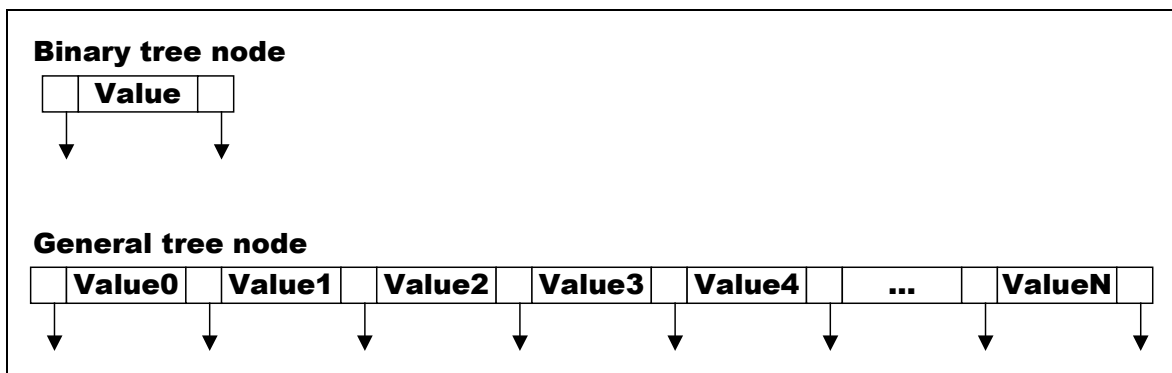 Binary tree node
Value
General tree node
Value0 Value1 Value2 Value3 Value4 ... ValueN